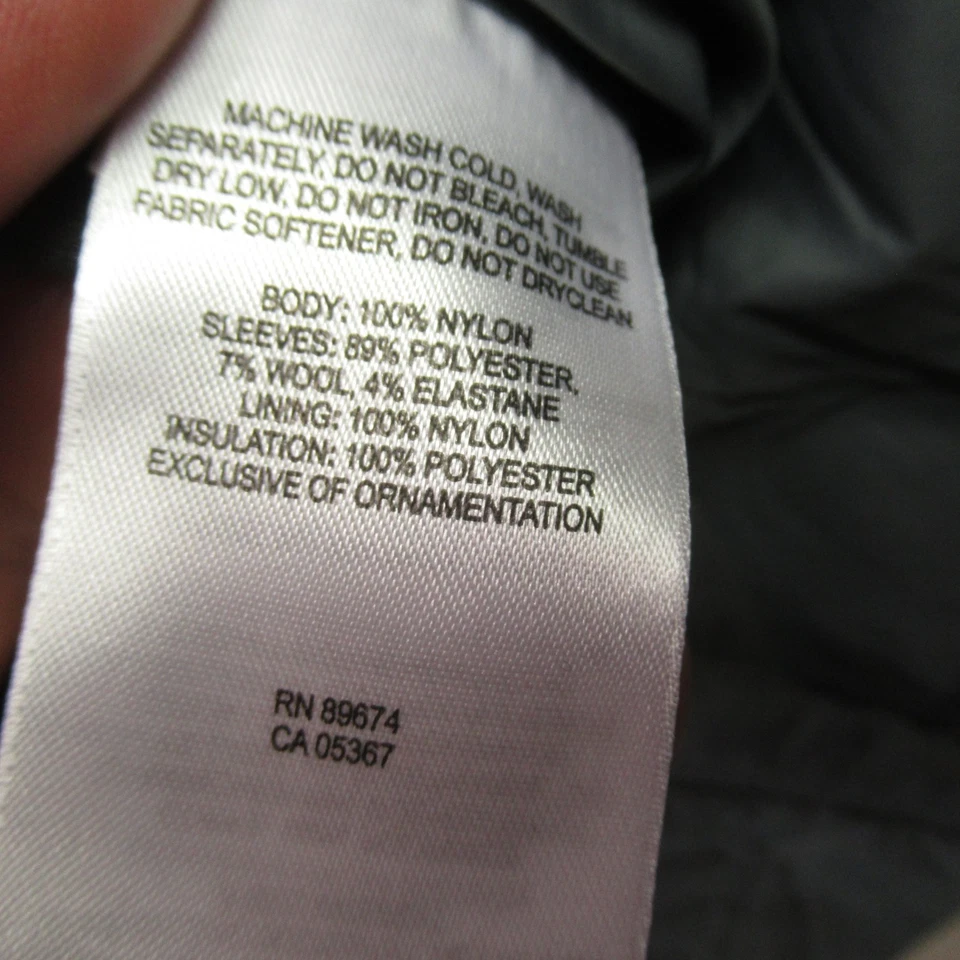 MACHINE WASH COLD, WASH
SEPARATELY, DO NOT BLEACH, TUMBLE
DRY LOW, DO NOT IRON, DO NOT USE
FABRIC SOFTENER, DO NOT DRYCLEAN
BODY: 100% NYLON
SLEEVES: 89% POLYESTER,
7% WOOL, 4% ELASTANE
LINING: 100% NYLON
INSULATION: 100% POLYESTER
EXCLUSIVE OF ORNAMENTATION
RN 89674
CA 05367